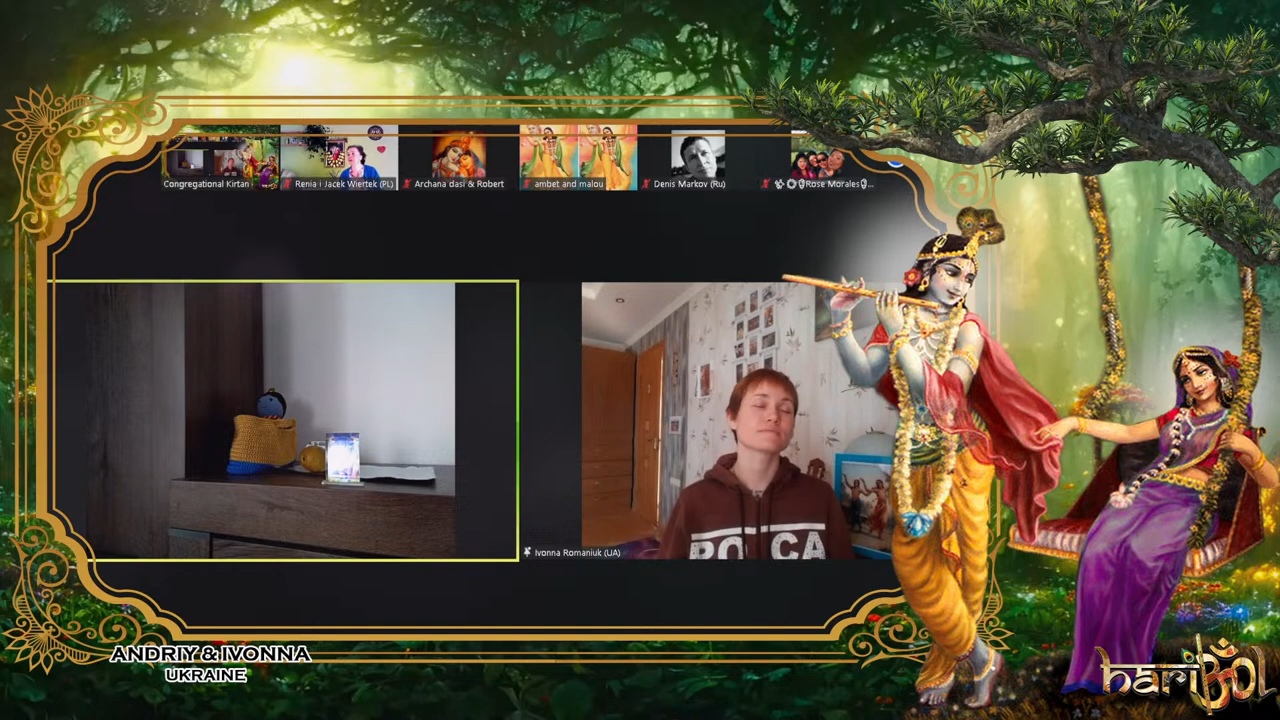 Congregational Kirtan
Renia i Jacek Wiertek (PL)
Archana dasi & Robert
ambet and malou
Denis Markov (Ru)
Rose Morales
Ivonna Romaniuk (UA)
ANDRIY & IVONNA
UKRAINE
hariBOL